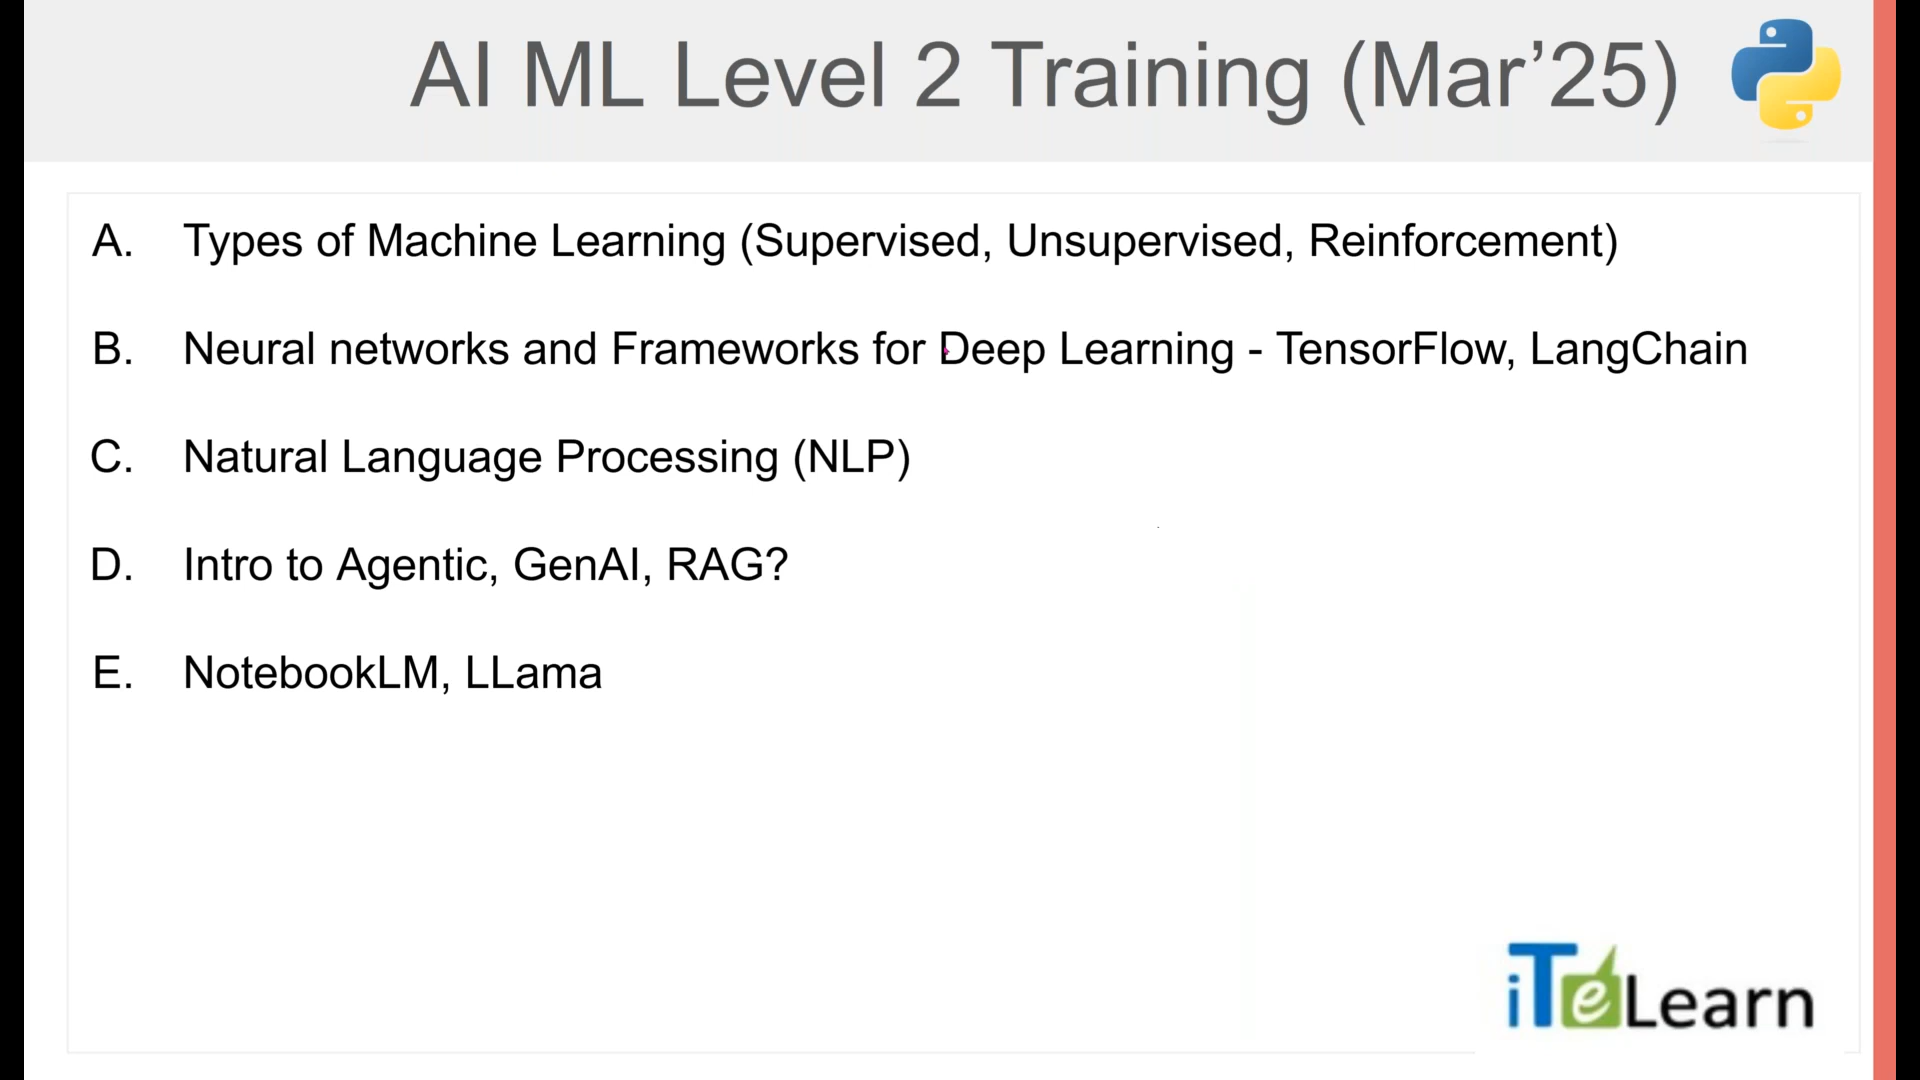 AI ML Level 2 Training (Mar’25)
A. Types of Machine Learning (Supervised, Unsupervised, Reinforcement)
B. Neural networks and Frameworks for Deep Learning - TensorFlow, LangChain
C. Natural Language Processing (NLP)
D. Intro to Agentic, GenAI, RAG?
E. NotebookLM, LLama
iTeLearn